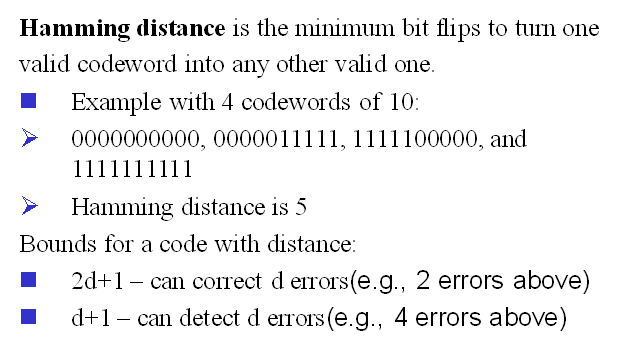 Hamming distance is the minimum bit flips to turn one
valid codeword into any other valid one.
Example with 4 codewords of 10:
0000000000, 0000011111, 1111100000, and
1111111111
Hamming distance is 5
Bounds for a code with distance:
2d+1 – can correct d errors(e.g., 2 errors above)
d+1 – can detect d errors(e.g., 4 errors above)